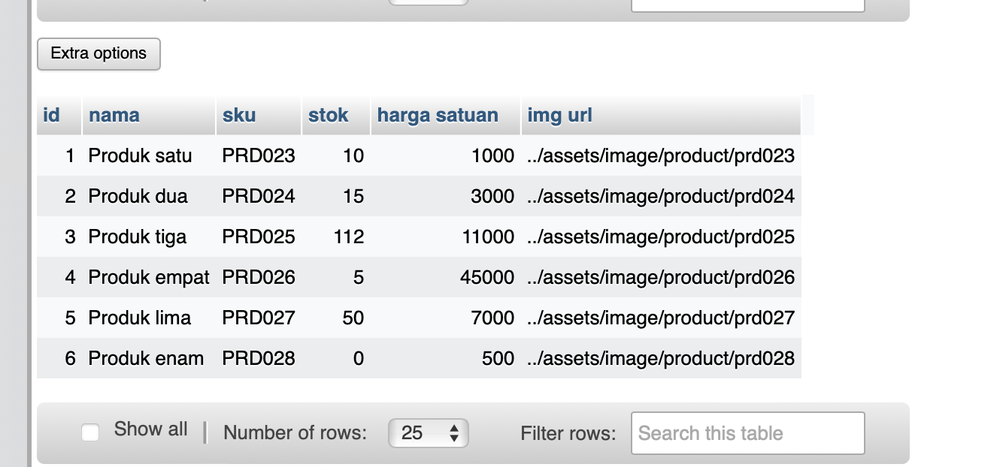 Extra options
id nama sku stok harga satuan img url
1 Produk satu PRD023 10 1000 ../assets/image/product/prd023
2 Produk dua PRD024 15 3000 ../assets/image/product/prd024
3 Produk tiga PRD025 112 11000 ../assets/image/product/prd025
4 Produk empat PRD026 5 45000 ../assets/image/product/prd026
5 Produk lima PRD027 50 7000 ../assets/image/product/prd027
6 Produk enam PRD028 0 500 ../assets/image/product/prd028
Show all | Number of rows: 25 Filter rows: Search this table